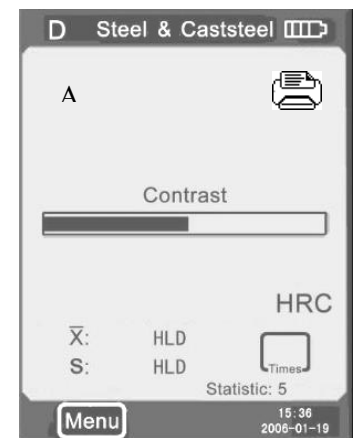 D Steel & Caststeel
A
Contrast
HRC
X̅: HLD
S: HLD
Times
Statistic: 5
Menu 15:36
2006-01-19